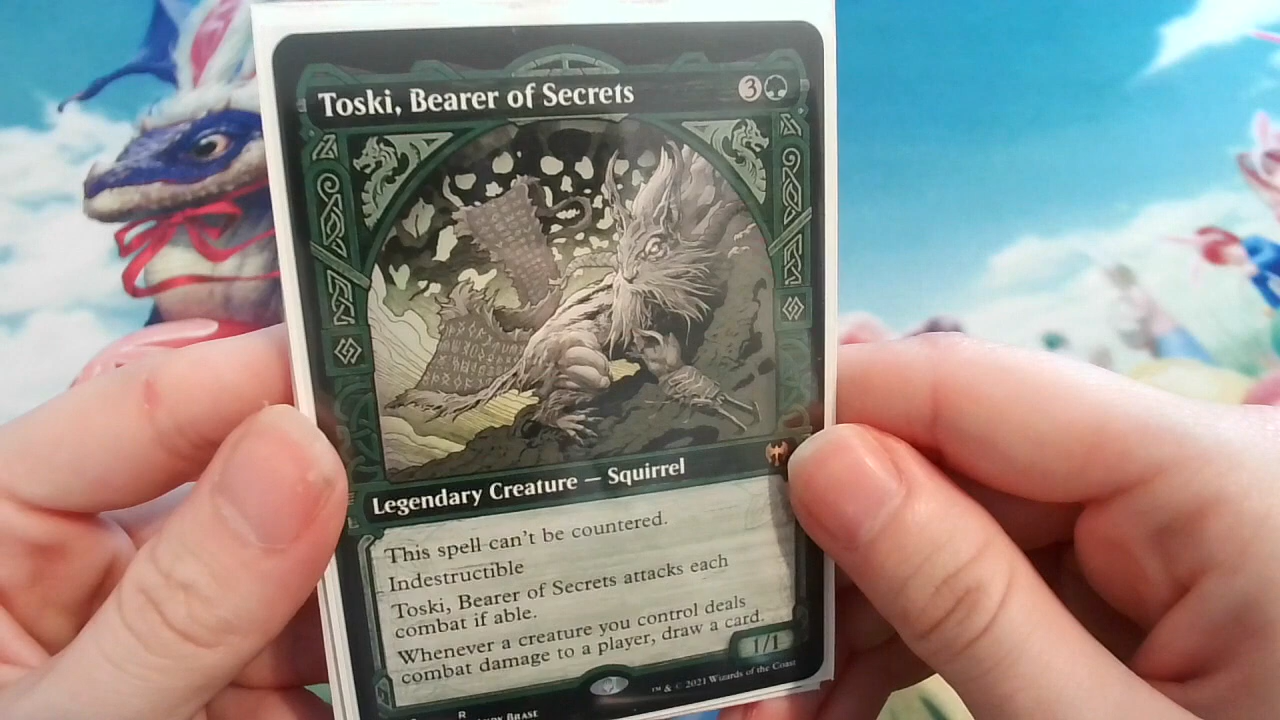 Toski, Bearer of Secrets 3
Legendary Creature — Squirrel
This spell can't be countered.
Indestructible
Toski, Bearer of Secrets attacks each
combat if able.
Whenever a creature you control deals
combat damage to a player, draw a card.
1/1
R
™ & © 2021 Wizards of the Coast
Brase